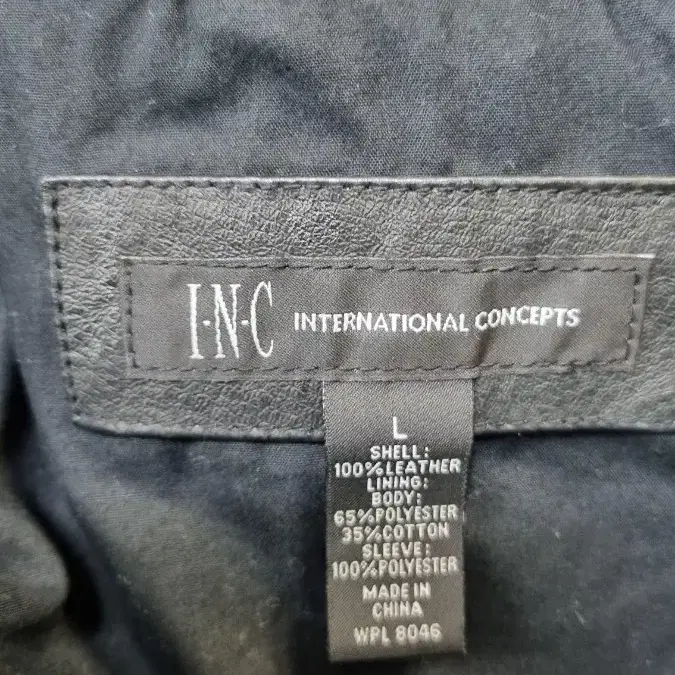 I·N·C INTERNATIONAL CONCEPTS
L
SHELL:
100%LEATHER
LINING:
BODY:
65%POLYESTER
35%COTTON
SLEEVE:
100%POLYESTER
MADE IN
CHINA
WPL 8046